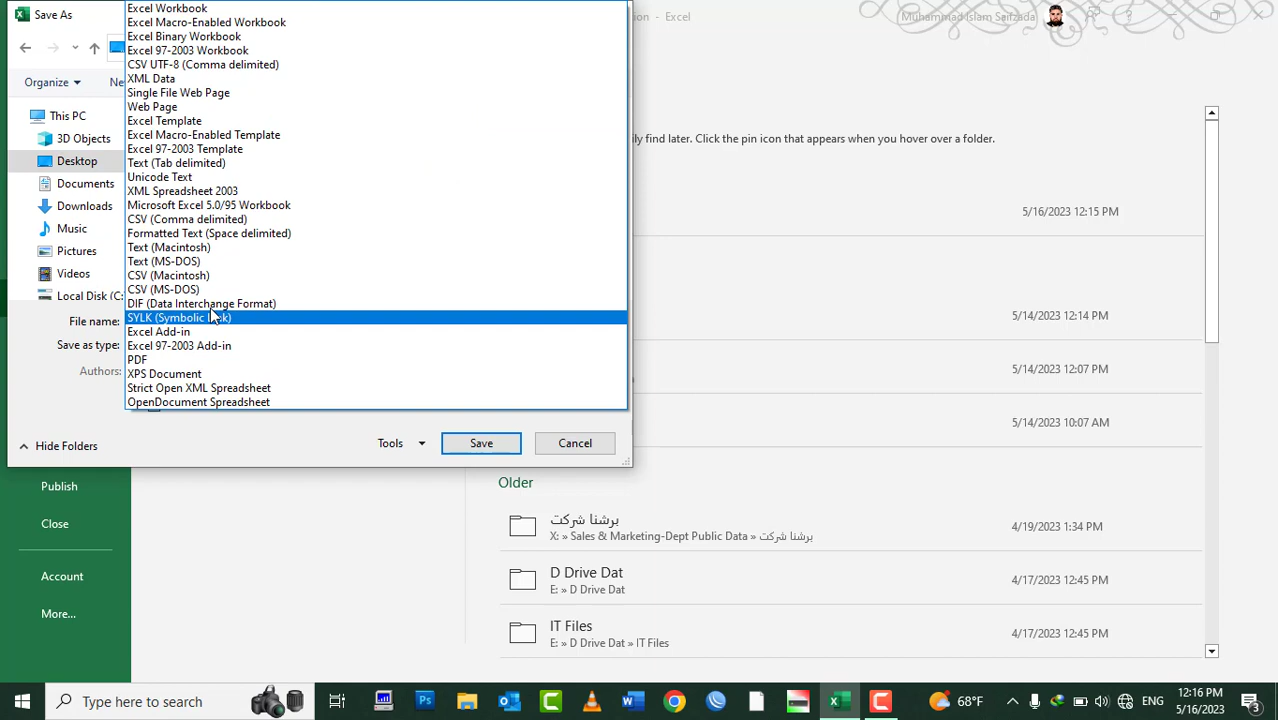 Save As
ion - Excel
Muhammad Islam Safizada
Organize
Ne
This PC
3D Objects
Desktop
Documents
Downloads
Music
Pictures
Videos
Local Disk (C:
File name:
Save as type:
Authors:
Excel Workbook
Excel Macro-Enabled Workbook
Excel Binary Workbook
Excel 97-2003 Workbook
CSV UTF-8 (Comma delimited)
XML Data
Single File Web Page
Web Page
Excel Template
Excel Macro-Enabled Template
Excel 97-2003 Template
Text (Tab delimited)
Unicode Text
XML Spreadsheet 2003
Microsoft Excel 5.0/95 Workbook
CSV (Comma delimited)
Formatted Text (Space delimited)
Text (Macintosh)
Text (MS-DOS)
CSV (Macintosh)
CSV (MS-DOS)
DIF (Data Interchange Format)
SYLK (Symbolic Link)
Excel Add-in
Excel 97-2003 Add-in
PDF
XPS Document
Strict Open XML Spreadsheet
OpenDocument Spreadsheet
Hide Folders
Tools
Save
Cancel
ily find later. Click the pin icon that appears when you hover over a folder.
5/16/2023 12:15 PM
5/14/2023 12:14 PM
5/14/2023 12:07 PM
5/14/2023 10:07 AM
Older
برشنا شرکت
X: » Sales & Marketing-Dept Public Data » برشنا شرکت
4/19/2023 1:34 PM
D Drive Dat
E: » D Drive Dat
4/17/2023 12:45 PM
IT Files
E: » D Drive Dat » IT Files
4/17/2023 12:45 PM
Publish
Close
Account
More...
Type here to search
68°F
ENG
12:16 PM
5/16/2023
3